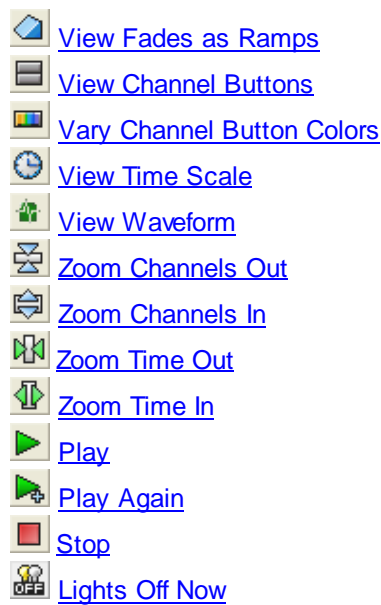 View Fades as Ramps
View Channel Buttons
Vary Channel Button Colors
View Time Scale
View Waveform
Zoom Channels Out
Zoom Channels In
Zoom Time Out
Zoom Time In
Play
Play Again
Stop
OFF Lights Off Now